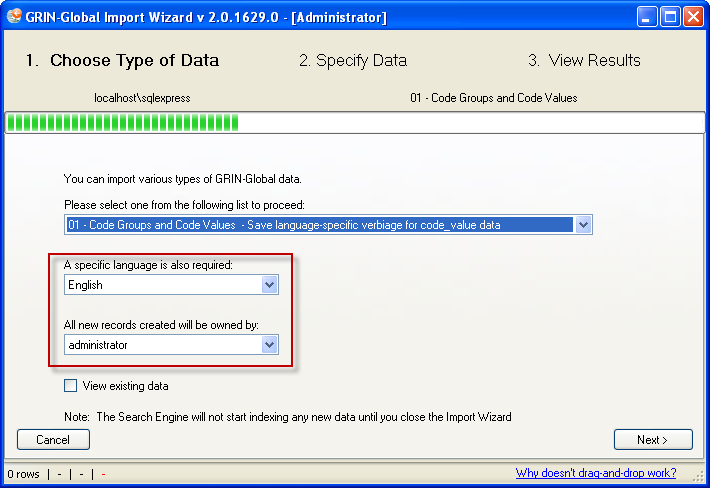 GRIN-Global Import Wizard v 2.0.1629.0 - [Administrator]
1. Choose Type of Data 2. Specify Data 3. View Results
localhost\sqlexpress 01 - Code Groups and Code Values
You can import various types of GRIN-Global data.
Please select one from the following list to proceed:
01 - Code Groups and Code Values - Save language-specific verbiage for code_value data
A specific language is also required:
English
All new records created will be owned by:
administrator
View existing data
Note: The Search Engine will not start indexing any new data until you close the Import Wizard
Cancel Next >
0 rows | - | - | - Why doesn't drag-and-drop work?